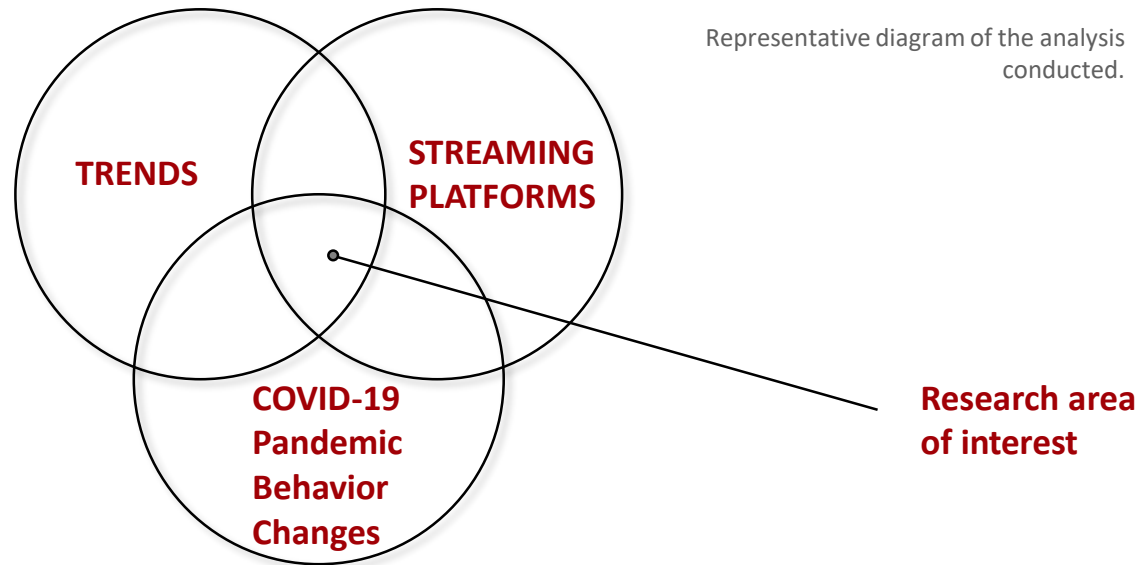 Representative diagram of the analysis
conducted.
TRENDS
STREAMING
PLATFORMS
COVID-19
Pandemic
Behavior
Changes
Research area
of interest